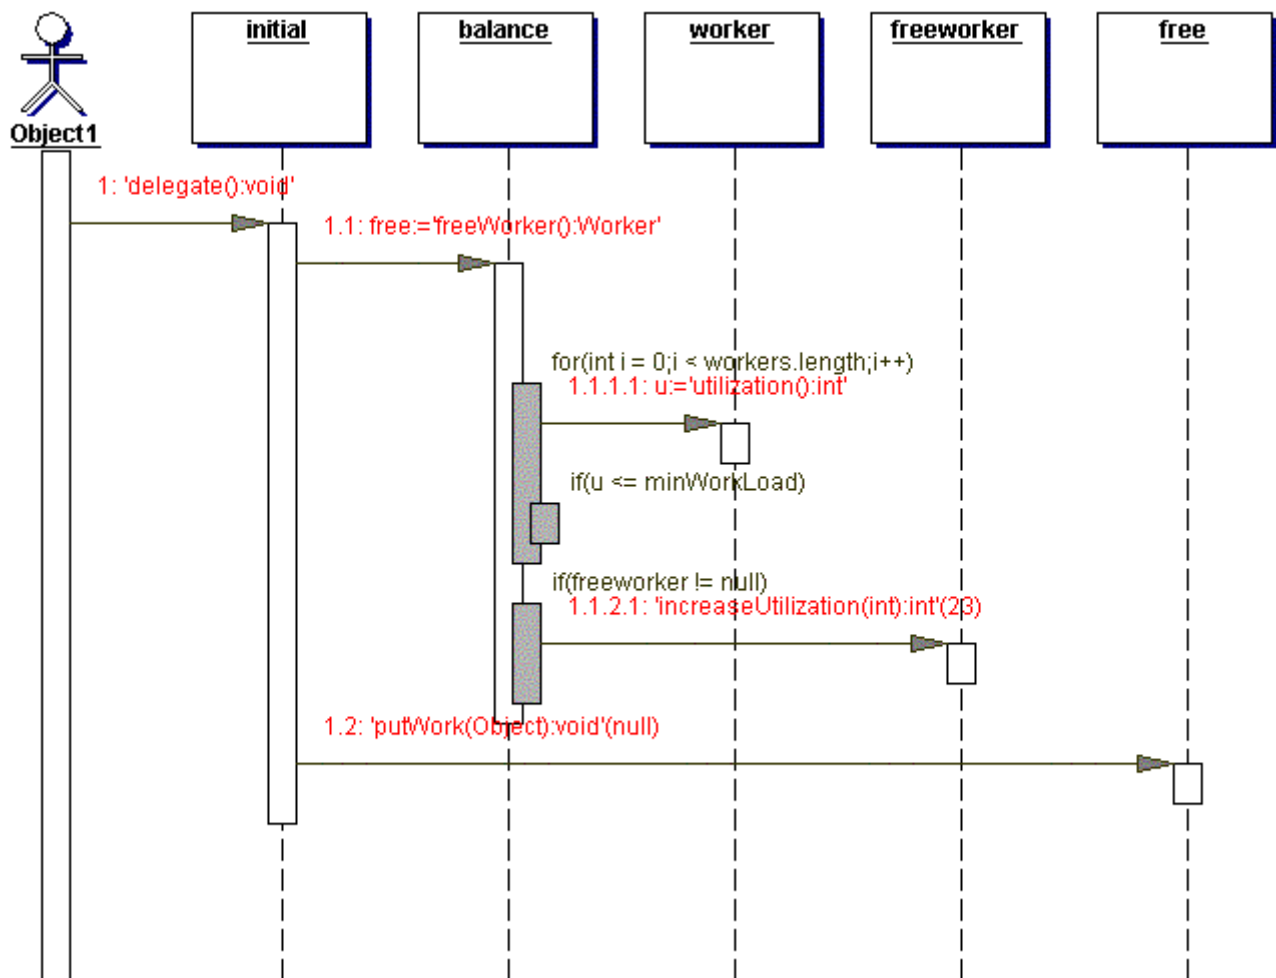 initial
balance
worker
freeworker
free
Object1
1: 'delegate():void'
1.1: free:='freeWorker():Worker'
for(int i = 0;i < workers.length;i++)
1.1.1.1: u:='utilization():int'
if(u <= minWorkLoad)
if(freeworker != null)
1.1.2.1: 'increaseUtilization(int):int'(23)
1.2: 'putWork(Object):void'(null)